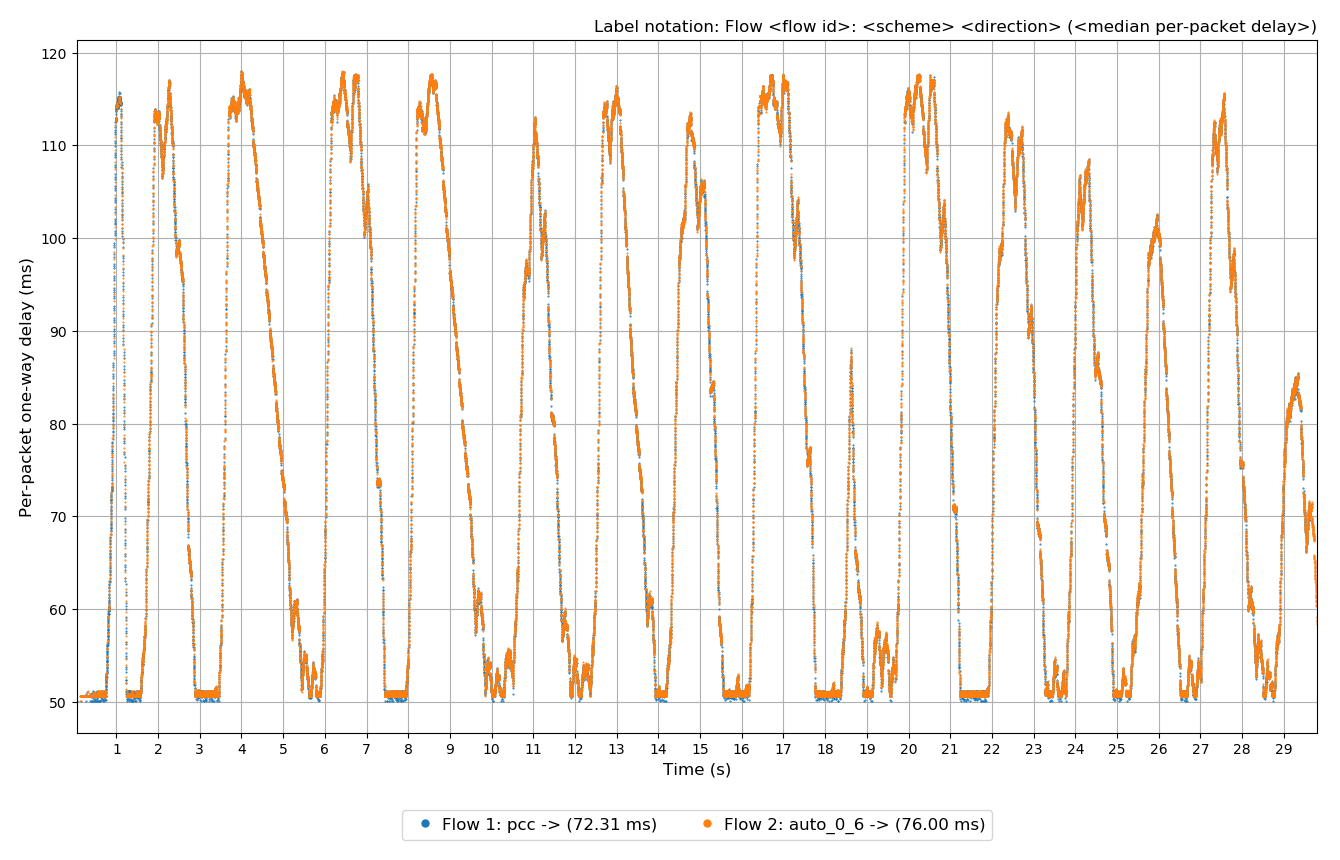 Label notation: Flow <flow id>: <scheme> <direction> (<median per-packet delay>)
120
110
100
90
80
70
60
50
Per-packet one-way delay (ms)
1 2 3 4 5 6 7 8 9 10 11 12 13 14 15 16 17 18 19 20 21 22 23 24 25 26 27 28 29
Time (s)
Flow 1: pcc -> (72.31 ms) Flow 2: auto_0_6 -> (76.00 ms)